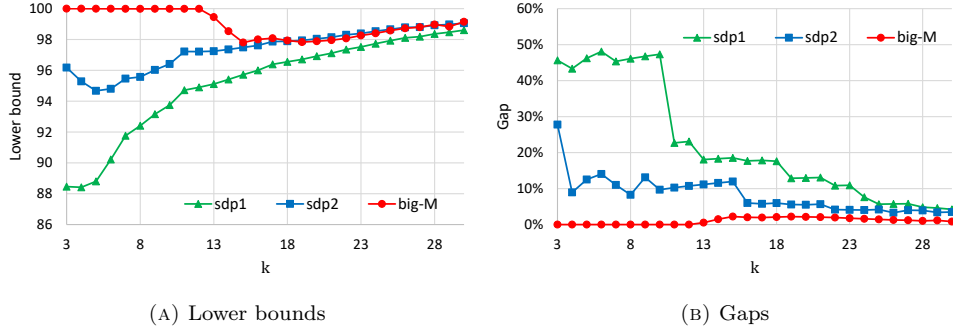 100
98
96
94
92
90
88
86
Lower bound
sdp1 sdp2 big-M
3 8 13 18 23 28
k
(A) Lower bounds
60%
50%
40%
30%
20%
10%
0%
Gap
sdp1 sdp2 big-M
3 8 13 18 23 28
k
(B) Gaps